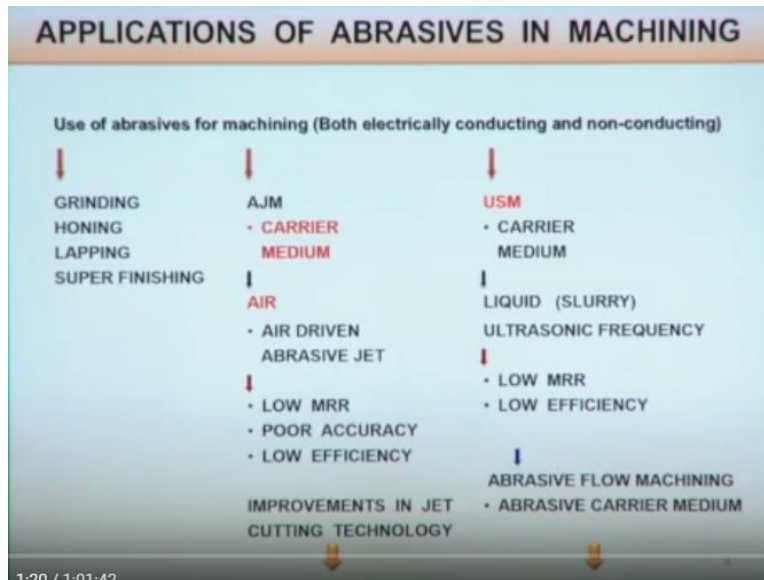 APPLICATIONS OF ABRASIVES IN MACHINING
Use of abrasives for machining (Both electrically conducting and non-conducting)
GRINDING
HONING
LAPPING
SUPER FINISHING
AJM
• CARRIER
MEDIUM
AIR
• AIR DRIVEN
ABRASIVE JET
• LOW MRR
• POOR ACCURACY
• LOW EFFICIENCY
IMPROVEMENTS IN JET
CUTTING TECHNOLOGY
USM
• CARRIER
MEDIUM
LIQUID (SLURRY)
ULTRASONIC FREQUENCY
• LOW MRR
• LOW EFFICIENCY
ABRASIVE FLOW MACHINING
• ABRASIVE CARRIER MEDIUM
1:20 / 1:01:42